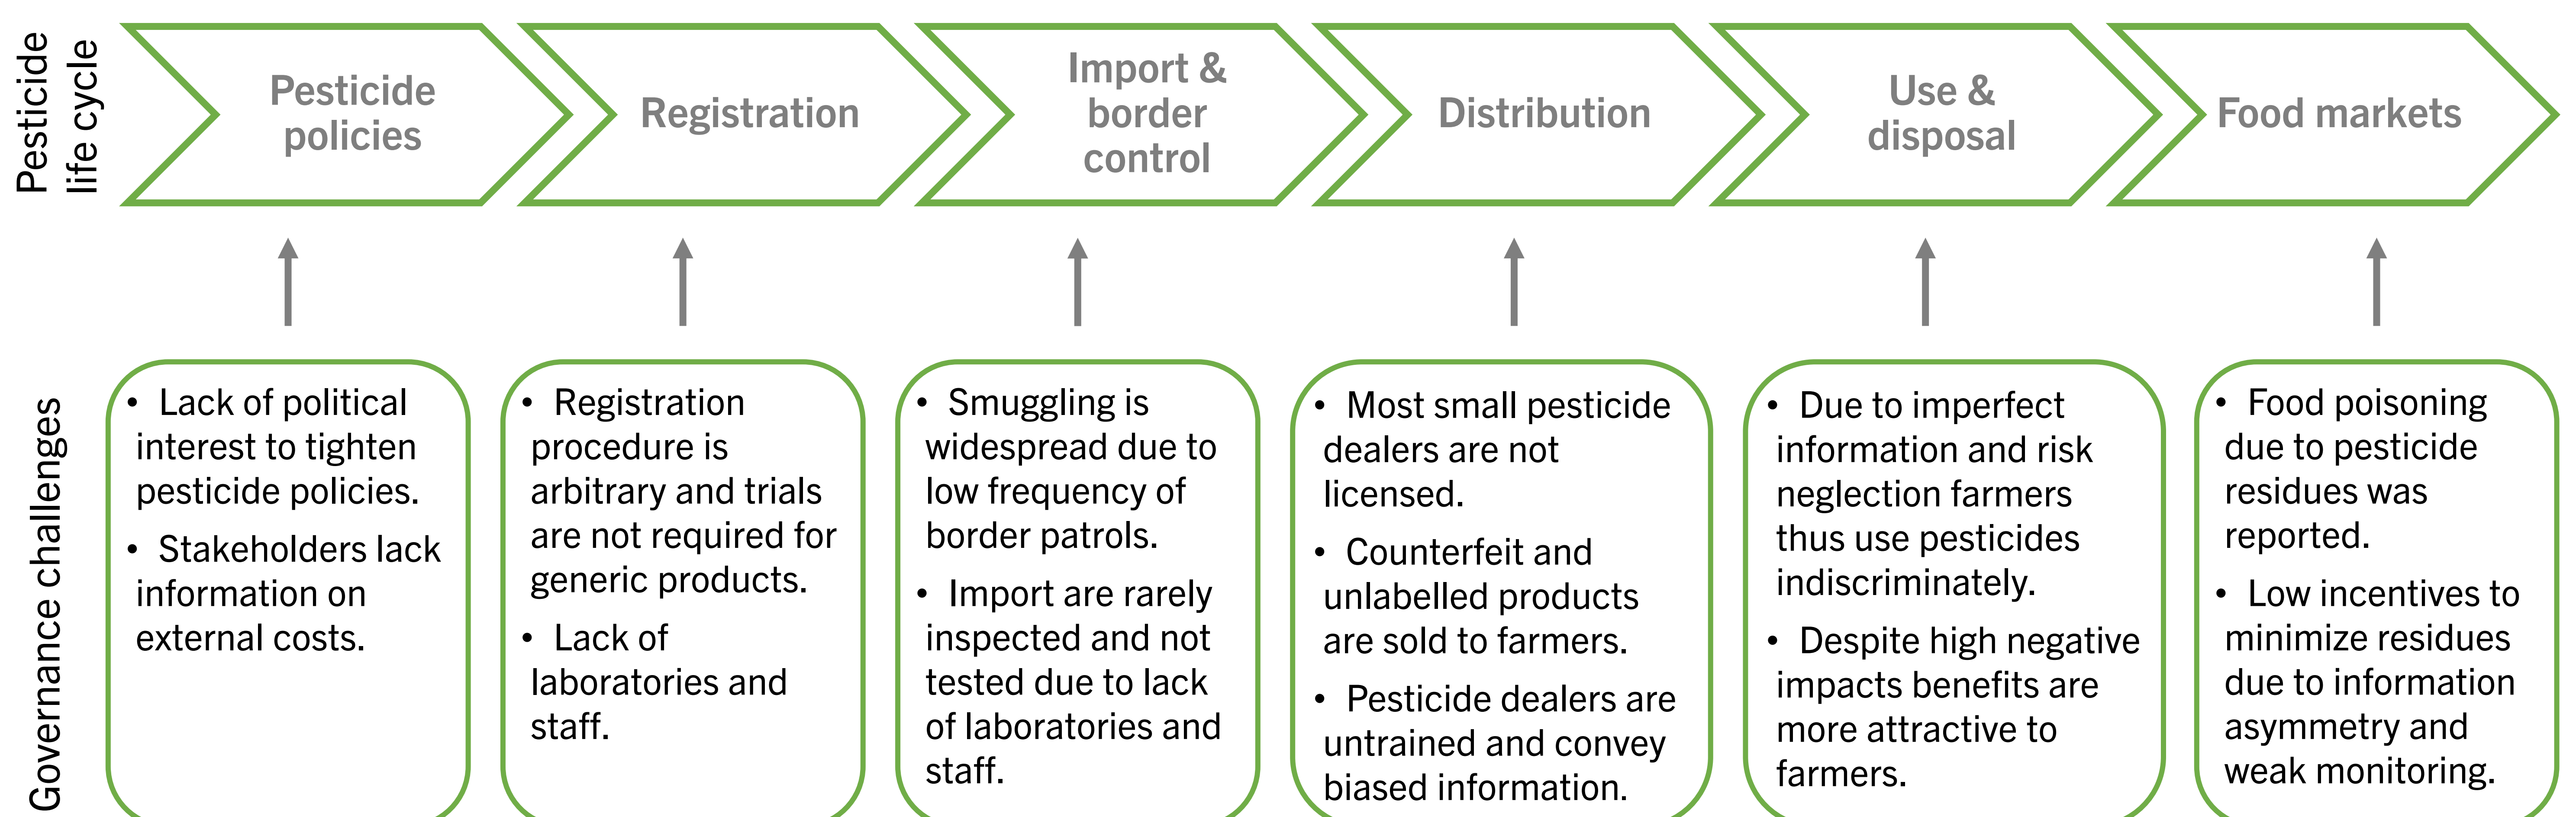 Pesticide
life cycle
Pesticide
policies
Registration
Import &
border
control
Distribution
Use &
disposal
Food markets
Governance challenges
• Lack of political
interest to tighten
pesticide policies.
• Stakeholders lack
information on
external costs.
• Registration
procedure is
arbitrary and trials
are not required for
generic products.
• Lack of
laboratories and
staff.
• Smuggling is
widespread due to
low frequency of
border patrols.
• Import are rarely
inspected and not
tested due to lack
of laboratories and
staff.
• Most small pesticide
dealers are not
licensed.
• Counterfeit and
unlabelled products
are sold to farmers.
• Pesticide dealers are
untrained and convey
biased information.
• Due to imperfect
information and risk
neglection farmers
thus use pesticides
indiscriminately.
• Despite high negative
impacts benefits are
more attractive to
farmers.
• Food poisoning
due to pesticide
residues was
reported.
• Low incentives to
minimize residues
due to information
asymmetry and
weak monitoring.